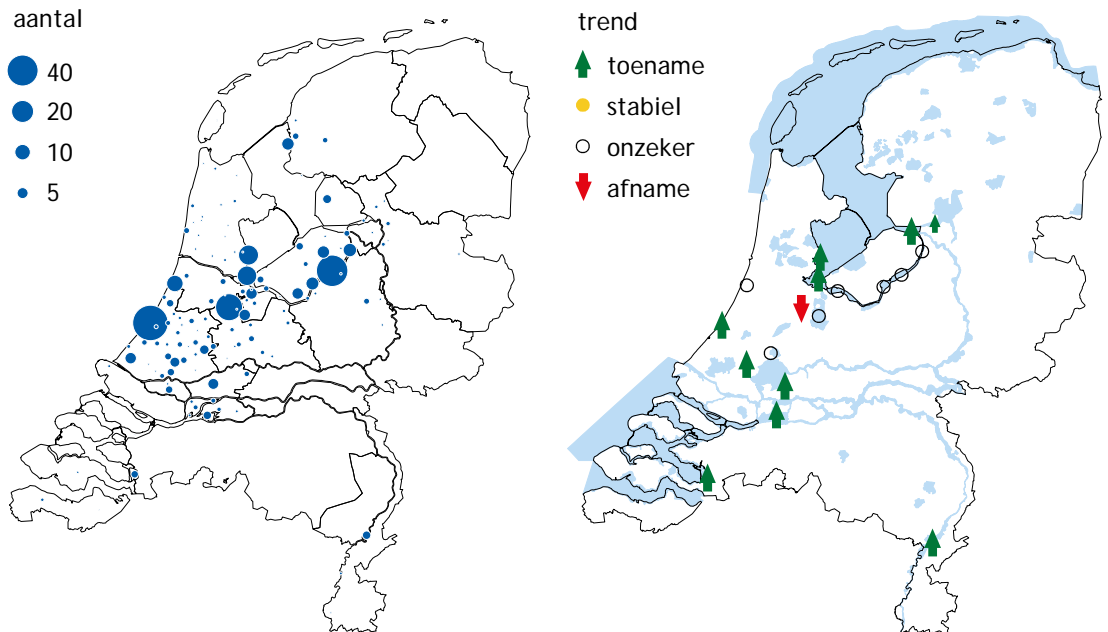 aantal
40
20
10
5
trend
toename
stabiel
onzeker
afname